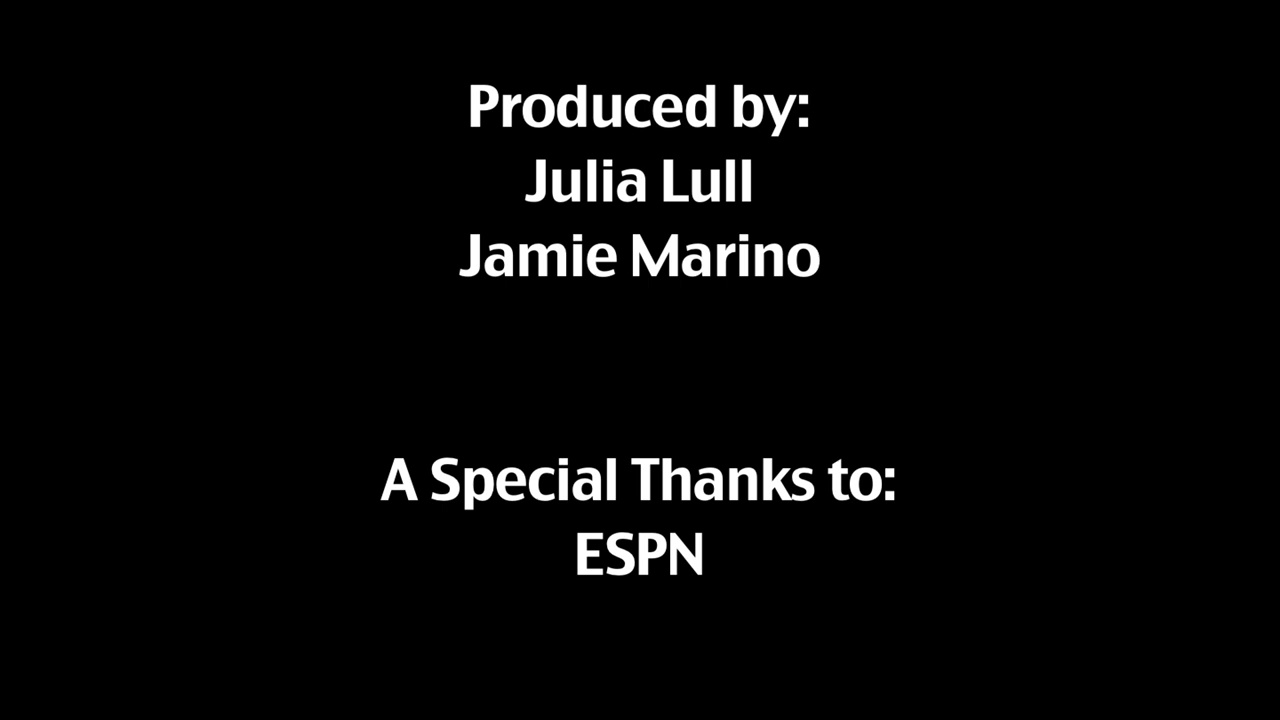 Produced by:
Julia Lull
Jamie Marino
A Special Thanks to:
ESPN